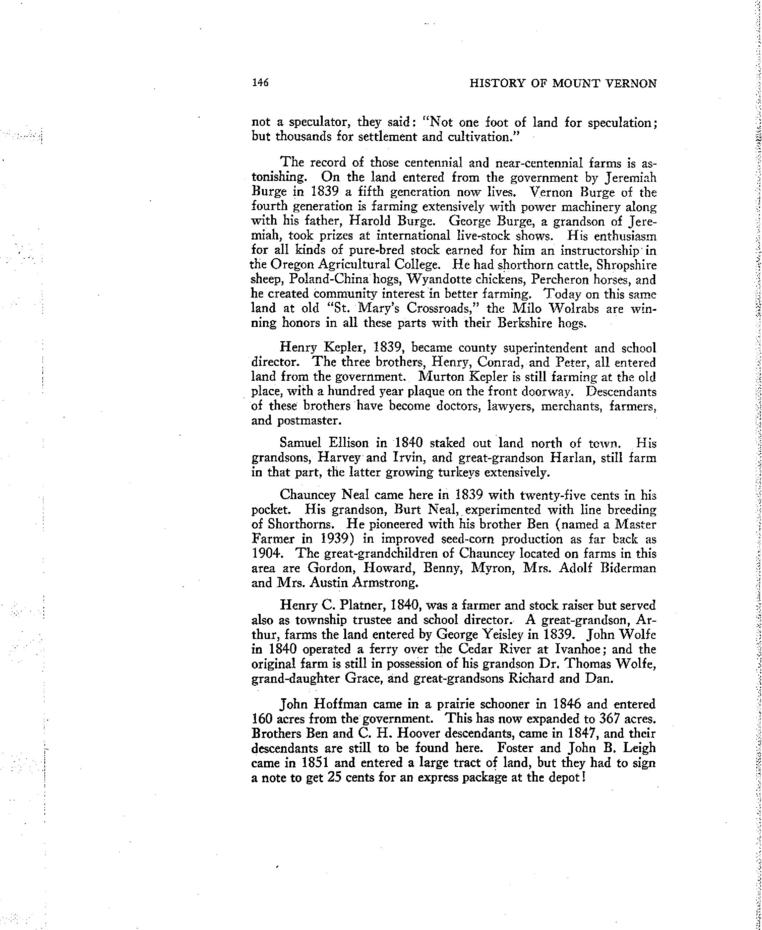 146 HISTORY OF MOUNT VERNON
not a speculator, they said: "Not one foot of land for speculation;
but thousands for settlement and cultivation."
The record of those centennial and near-centennial farms is as-
tonishing. On the land entered from the government by Jeremiah
Burge in 1839 a fifth generation now lives. Vernon Burge of the
fourth generation is farming extensively with power machinery along
with his father, Harold Burge. George Burge, a grandson of Jere-
miah, took prizes at international live-stock shows. His enthusiasm
for all kinds of pure-bred stock earned for him an instructorship in
the Oregon Agricultural College. He had shorthorn cattle, Shropshire
sheep, Poland-China hogs, Wyandotte chickens, Percheron horses, and
he created community interest in better farming. Today on this same
land at old "St. Mary's Crossroads," the Milo Wolrabs are win-
ning honors in all these parts with their Berkshire hogs.
Henry Kepler, 1839, became county superintendent and school
director. The three brothers, Henry, Conrad, and Peter, all entered
land from the government. Murton Kepler is still farming at the old
place, with a hundred year plaque on the front doorway. Descendants
of these brothers have become doctors, lawyers, merchants, farmers,
and postmaster.
Samuel Ellison in 1840 staked out land north of town. His
grandsons, Harvey and Irvin, and great-grandson Harlan, still farm
in that part, the latter growing turkeys extensively.
Chauncey Neal came here in 1839 with twenty-five cents in his
pocket. His grandson, Burt Neal, experimented with line breeding
of Shorthorns. He pioneered with his brother Ben (named a Master
Farmer in 1939) in improved seed-corn production as far back as
1904. The great-grandchildren of Chauncey located on farms in this
area are Gordon, Howard, Benny, Myron, Mrs. Adolf Biderman
and Mrs. Austin Armstrong.
Henry C. Platner, 1840, was a farmer and stock raiser but served
also as township trustee and school director. A great-grandson, Ar-
thur, farms the land entered by George Yeisley in 1839. John Wolfe
in 1840 operated a ferry over the Cedar River at Ivanhoe; and the
original farm is still in possession of his grandson Dr. Thomas Wolfe,
grand-daughter Grace, and great-grandsons Richard and Dan.
John Hoffman came in a prairie schooner in 1846 and entered
160 acres from the government. This has now expanded to 367 acres.
Brothers Ben and C. H. Hoover descendants, came in 1847, and their
descendants are still to be found here. Foster and John B. Leigh
came in 1851 and entered a large tract of land, but they had to sign
a note to get 25 cents for an express package at the depot!